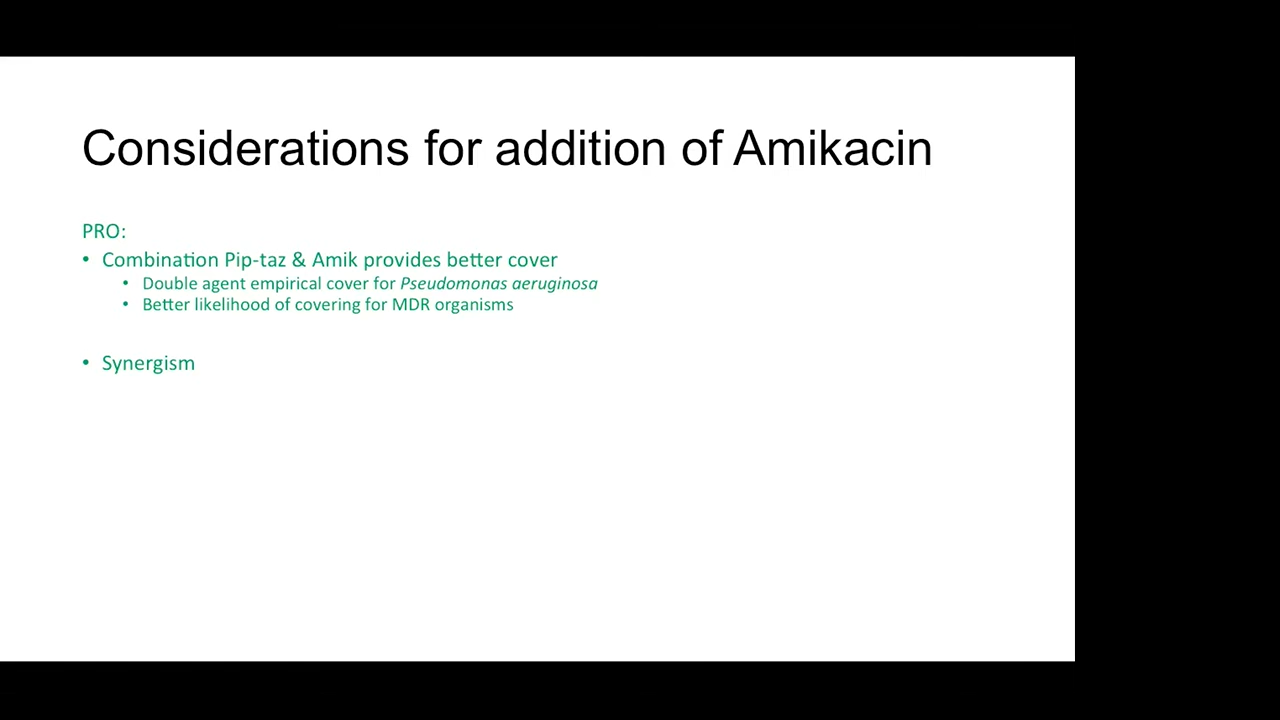 Considerations for addition of Amikacin
PRO:
• Combination Pip-taz & Amik provides better cover
• Double agent empirical cover for Pseudomonas aeruginosa
• Better likelihood of covering for MDR organisms
• Synergism